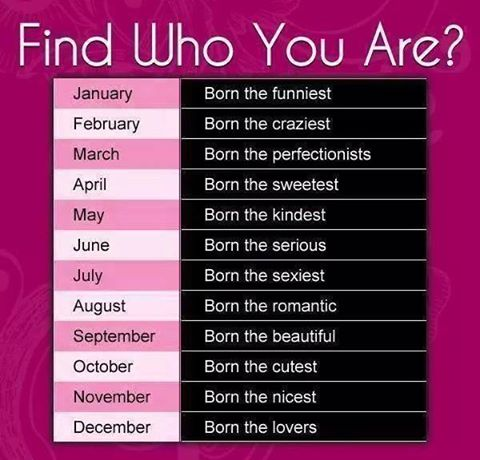 Find Who You Are?
January Born the funniest
February Born the craziest
March Born the perfectionists
April Born the sweetest
May Born the kindest
June Born the serious
July Born the sexiest
August Born the romantic
September Born the beautiful
October Born the cutest
November Born the nicest
December Born the lovers